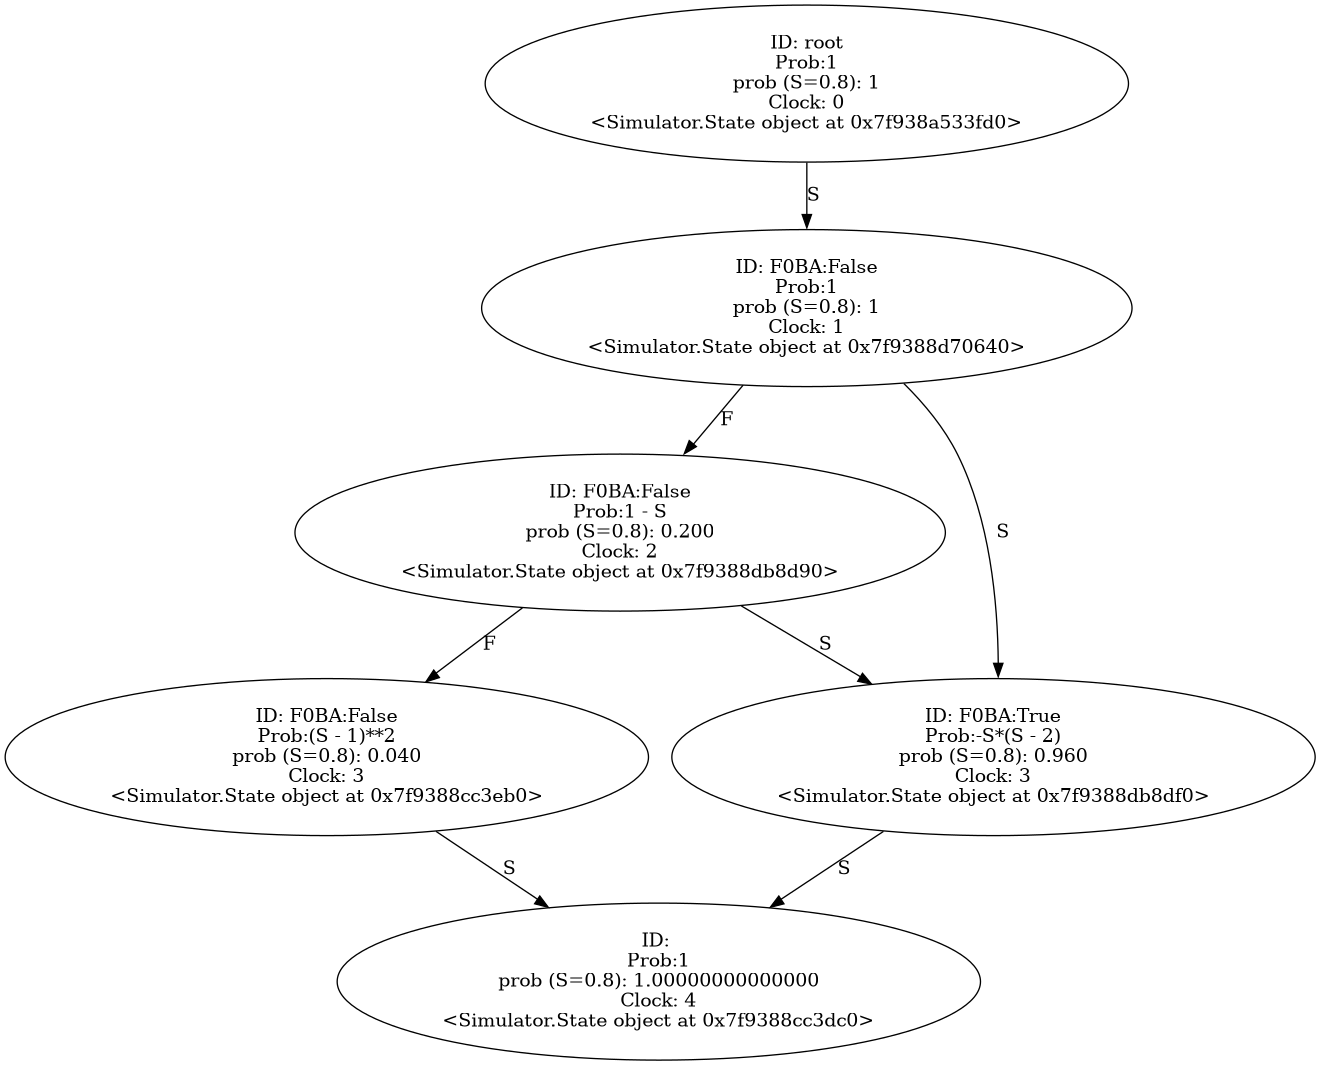 ID: root
Prob:1
prob (S=0.8): 1
Clock: 0
<Simulator.State object at 0x7f938a533fd0>
S
ID: F0BA:False
Prob:1
prob (S=0.8): 1
Clock: 1
<Simulator.State object at 0x7f9388d70640>
F
S
ID: F0BA:False
Prob:1 - S
prob (S=0.8): 0.200
Clock: 2
<Simulator.State object at 0x7f9388db8d90>
F
S
ID: F0BA:False
Prob:(S - 1)**2
prob (S=0.8): 0.040
Clock: 3
<Simulator.State object at 0x7f9388cc3eb0>
ID: F0BA:True
Prob:-S*(S - 2)
prob (S=0.8): 0.960
Clock: 3
<Simulator.State object at 0x7f9388db8df0>
S
S
ID:
Prob:1
prob (S=0.8): 1.00000000000000
Clock: 4
<Simulator.State object at 0x7f9388cc3dc0>